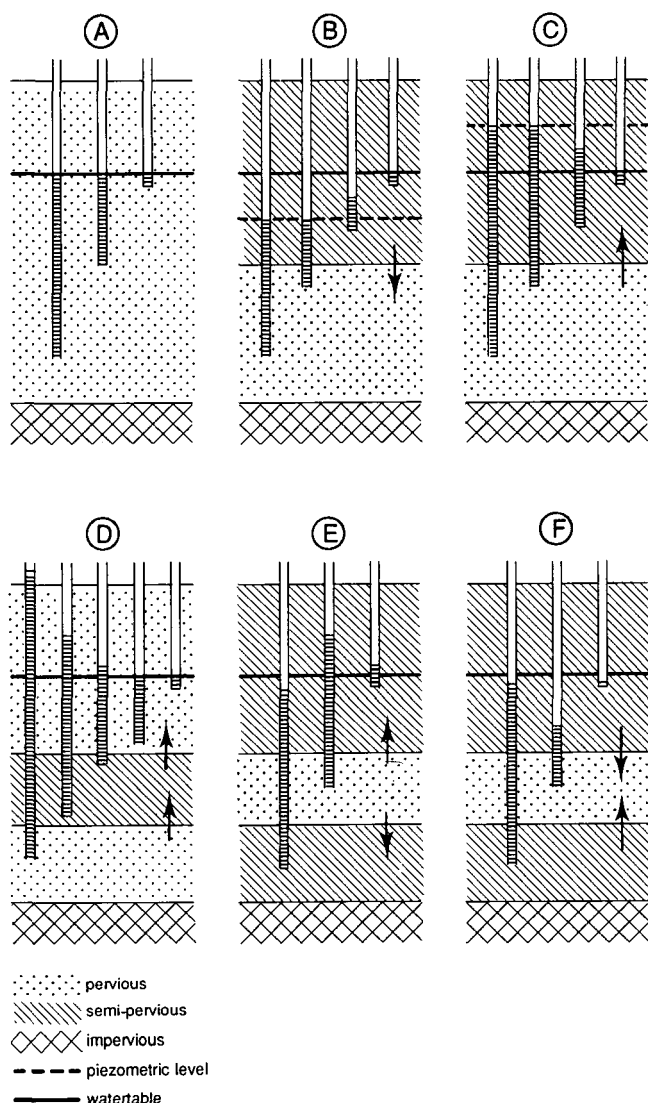 A
B
C
D
E
F
pervious
semi-pervious
impervious
piezometric level
watertable